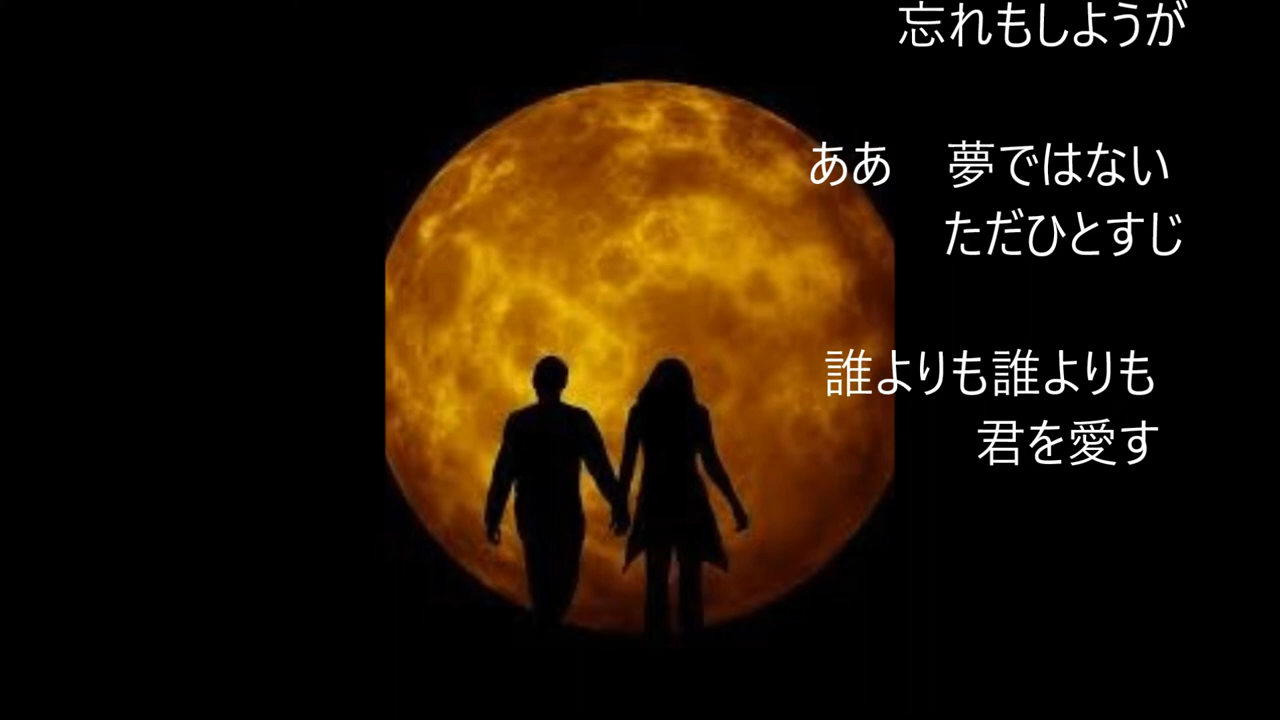 忘れもしようが
ああ　夢ではない
ただひとすじ
誰よりも誰よりも
君を愛す